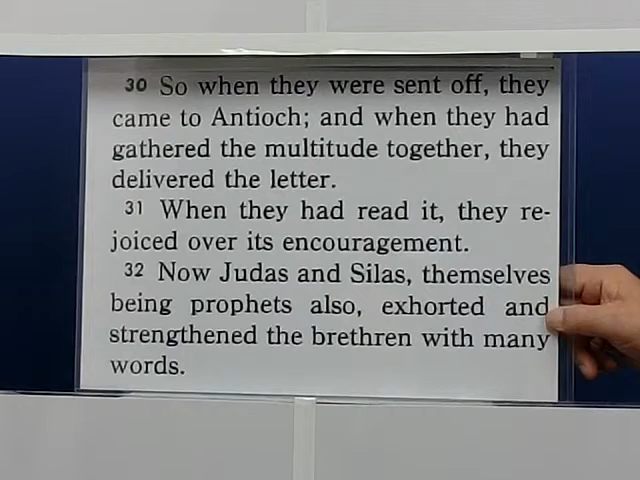 30 So when they were sent off, they
came to Antioch; and when they had
gathered the multitude together, they
delivered the letter.
31 When they had read it, they re-
joiced over its encouragement.
32 Now Judas and Silas, themselves
being prophets also, exhorted and
strengthened the brethren with many
words.